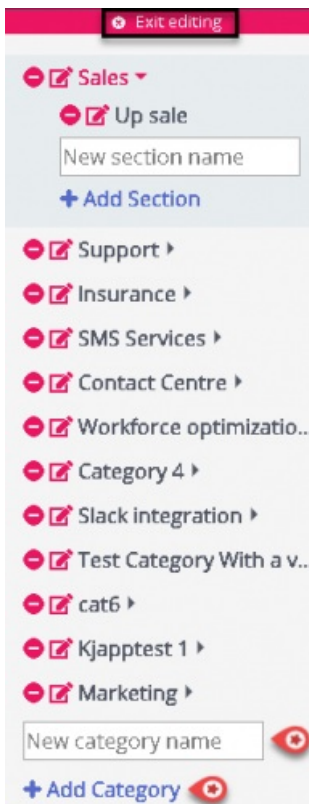 Exit editing
Sales
Up sale
New section name
+ Add Section
Support
Insurance
SMS Services
Contact Centre
Workforce optimizatio...
Category 4
Slack integration
Test Category With a v...
cat6
Kjapptest 1
Marketing
New category name
+ Add Category